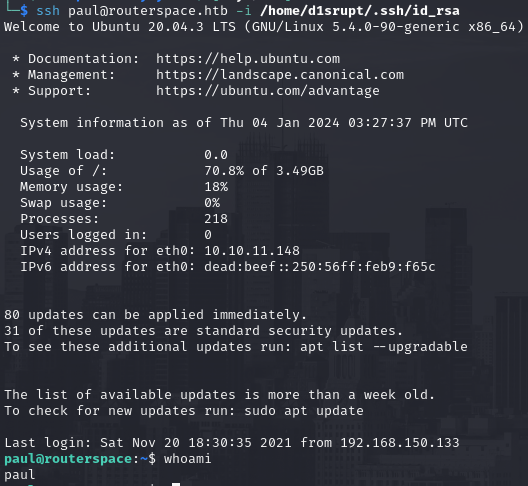 └─$ ssh paul@routerspace.htb -i /home/d1srupt/.ssh/id_rsa
Welcome to Ubuntu 20.04.3 LTS (GNU/Linux 5.4.0-90-generic x86_64)
* Documentation: https://help.ubuntu.com
* Management: https://landscape.canonical.com
* Support: https://ubuntu.com/advantage
System information as of Thu 04 Jan 2024 03:27:37 PM UTC
System load: 0.0
Usage of /: 70.8% of 3.49GB
Memory usage: 18%
Swap usage: 0%
Processes: 218
Users logged in: 0
IPv4 address for eth0: 10.10.11.148
IPv6 address for eth0: dead:beef::250:56ff:feb9:f65c
80 updates can be applied immediately.
31 of these updates are standard security updates.
To see these additional updates run: apt list --upgradable
The list of available updates is more than a week old.
To check for new updates run: sudo apt update
Last login: Sat Nov 20 18:30:35 2021 from 192.168.150.133
paul@routerspace:~$ whoami
paul